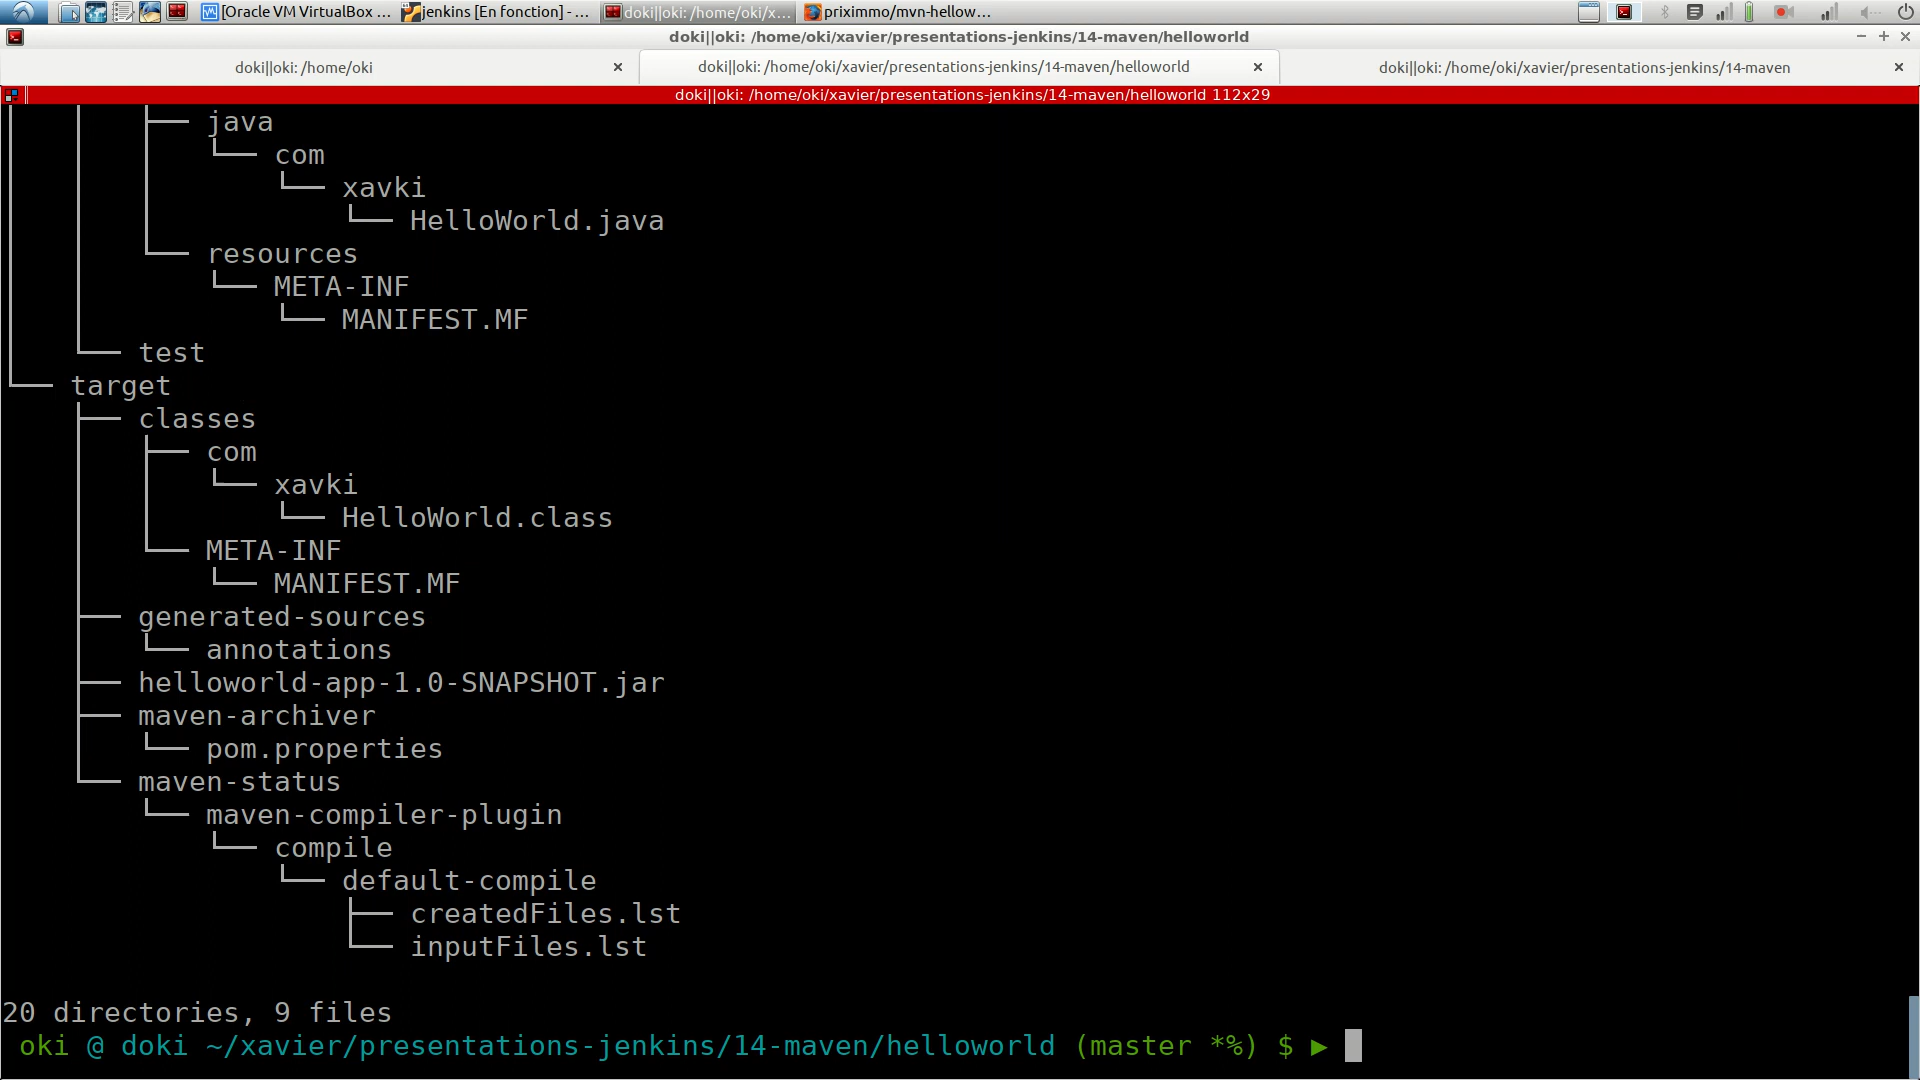 [Oracle VM VirtualBox ... jenkins [En fonction] - ... doki||oki: /home/oki/x... priximmo/mvn-hellow...
doki||oki: /home/oki/xavier/presentations-jenkins/14-maven/helloworld
doki||oki: /home/oki
doki||oki: /home/oki/xavier/presentations-jenkins/14-maven/helloworld
doki||oki: /home/oki/xavier/presentations-jenkins/14-maven
doki||oki: /home/oki/xavier/presentations-jenkins/14-maven/helloworld 112x29
│   │   ├── java
│   │   │   └── com
│   │   │       └── xavki
│   │   │           └── HelloWorld.java
│   │   └── resources
│   │       └── META-INF
│   │           └── MANIFEST.MF
│   └── test
└── target
    ├── classes
    │   ├── com
    │   │   └── xavki
    │   │       └── HelloWorld.class
    │   └── META-INF
    │       └── MANIFEST.MF
    ├── generated-sources
    │   └── annotations
    ├── helloworld-app-1.0-SNAPSHOT.jar
    ├── maven-archiver
    │   └── pom.properties
    └── maven-status
        └── maven-compiler-plugin
            └── compile
                └── default-compile
                    ├── createdFiles.lst
                    └── inputFiles.lst
20 directories, 9 files
oki @ doki ~/xavier/presentations-jenkins/14-maven/helloworld (master *%) $ ►